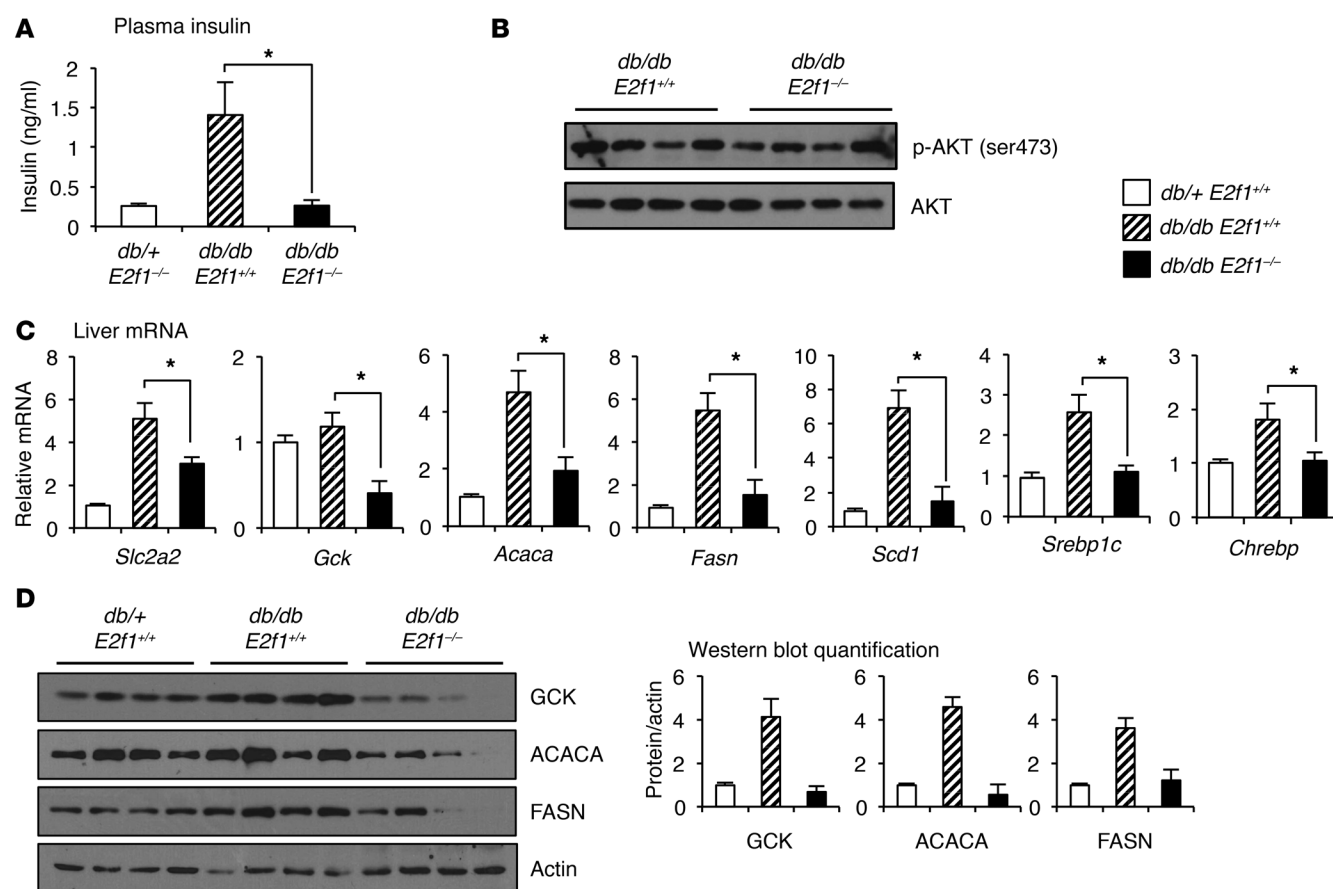 A
Plasma insulin
Insulin (ng/ml)
2
1.5
1
0.5
0
*
db/+
E2f1–/–
db/db
E2f1+/+
db/db
E2f1–/–
B
db/db
E2f1+/+
db/db
E2f1–/–
p-AKT (ser473)
AKT
db/+ E2f1+/+
db/db E2f1+/+
db/db E2f1–/–
C
Liver mRNA
Relative mRNA
8
6
4
2
0
*
Slc2a2
2
1
0
*
Gck
6
4
2
0
*
Acaca
8
6
4
2
0
*
Fasn
10
8
6
4
2
0
*
Scd1
4
3
2
1
0
*
Srebp1c
3
2
1
0
*
Chrebp
D
db/+
E2f1+/+
db/db
E2f1+/+
db/db
E2f1–/–
GCK
ACACA
FASN
Actin
Western blot quantification
Protein/actin
6
4
2
0
GCK
6
4
2
0
ACACA
6
4
2
0
FASN